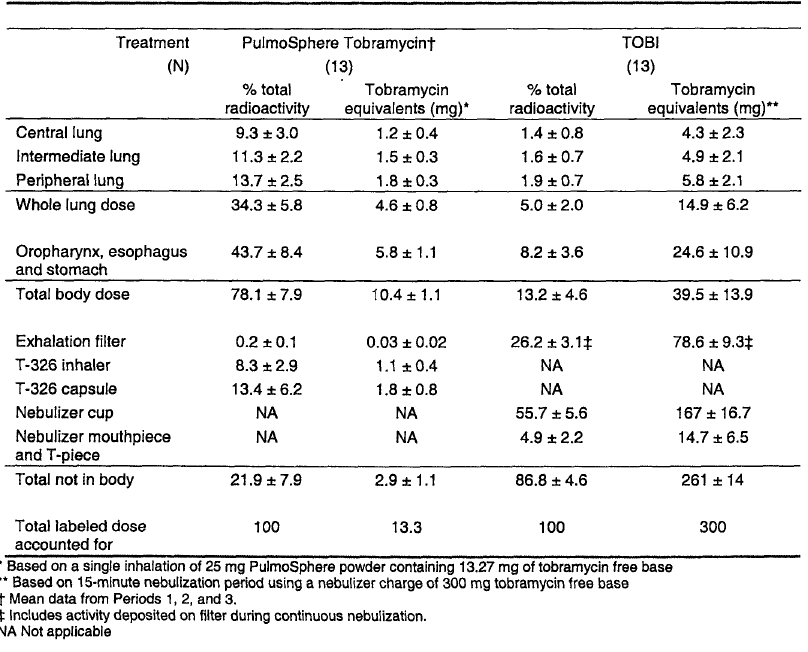 Treatment PulmoSphere Tobramycin† TOBI
(N) (13) (13)
% total Tobramycin % total Tobramycin
radioactivity equivalents (mg)* radioactivity equivalents (mg)**
Central lung 9.3 ± 3.0 1.2 ± 0.4 1.4 ± 0.8 4.3 ± 2.3
Intermediate lung 11.3 ± 2.2 1.5 ± 0.3 1.6 ± 0.7 4.9 ± 2.1
Peripheral lung 13.7 ± 2.5 1.8 ± 0.3 1.9 ± 0.7 5.8 ± 2.1
Whole lung dose 34.3 ± 5.8 4.6 ± 0.8 5.0 ± 2.0 14.9 ± 6.2
Oropharynx, esophagus 43.7 ± 8.4 5.8 ± 1.1 8.2 ± 3.6 24.6 ± 10.9
and stomach
Total body dose 78.1 ± 7.9 10.4 ± 1.1 13.2 ± 4.6 39.5 ± 13.9
Exhalation filter 0.2 ± 0.1 0.03 ± 0.02 26.2 ± 3.1‡ 78.6 ± 9.3‡
T-326 inhaler 8.3 ± 2.9 1.1 ± 0.4 NA NA
T-326 capsule 13.4 ± 6.2 1.8 ± 0.8 NA NA
Nebulizer cup NA NA 55.7 ± 5.6 167 ± 16.7
Nebulizer mouthpiece NA NA 4.9 ± 2.2 14.7 ± 6.5
and T-piece
Total not in body 21.9 ± 7.9 2.9 ± 1.1 86.8 ± 4.6 261 ± 14
Total labeled dose 100 13.3 100 300
accounted for
* Based on a single inhalation of 25 mg PulmoSphere powder containing 13.27 mg of tobramycin free base
** Based on 15-minute nebulization period using a nebulizer charge of 300 mg tobramycin free base
† Mean data from Periods 1, 2, and 3.
‡ Includes activity deposited on filter during continuous nebulization.
NA Not applicable